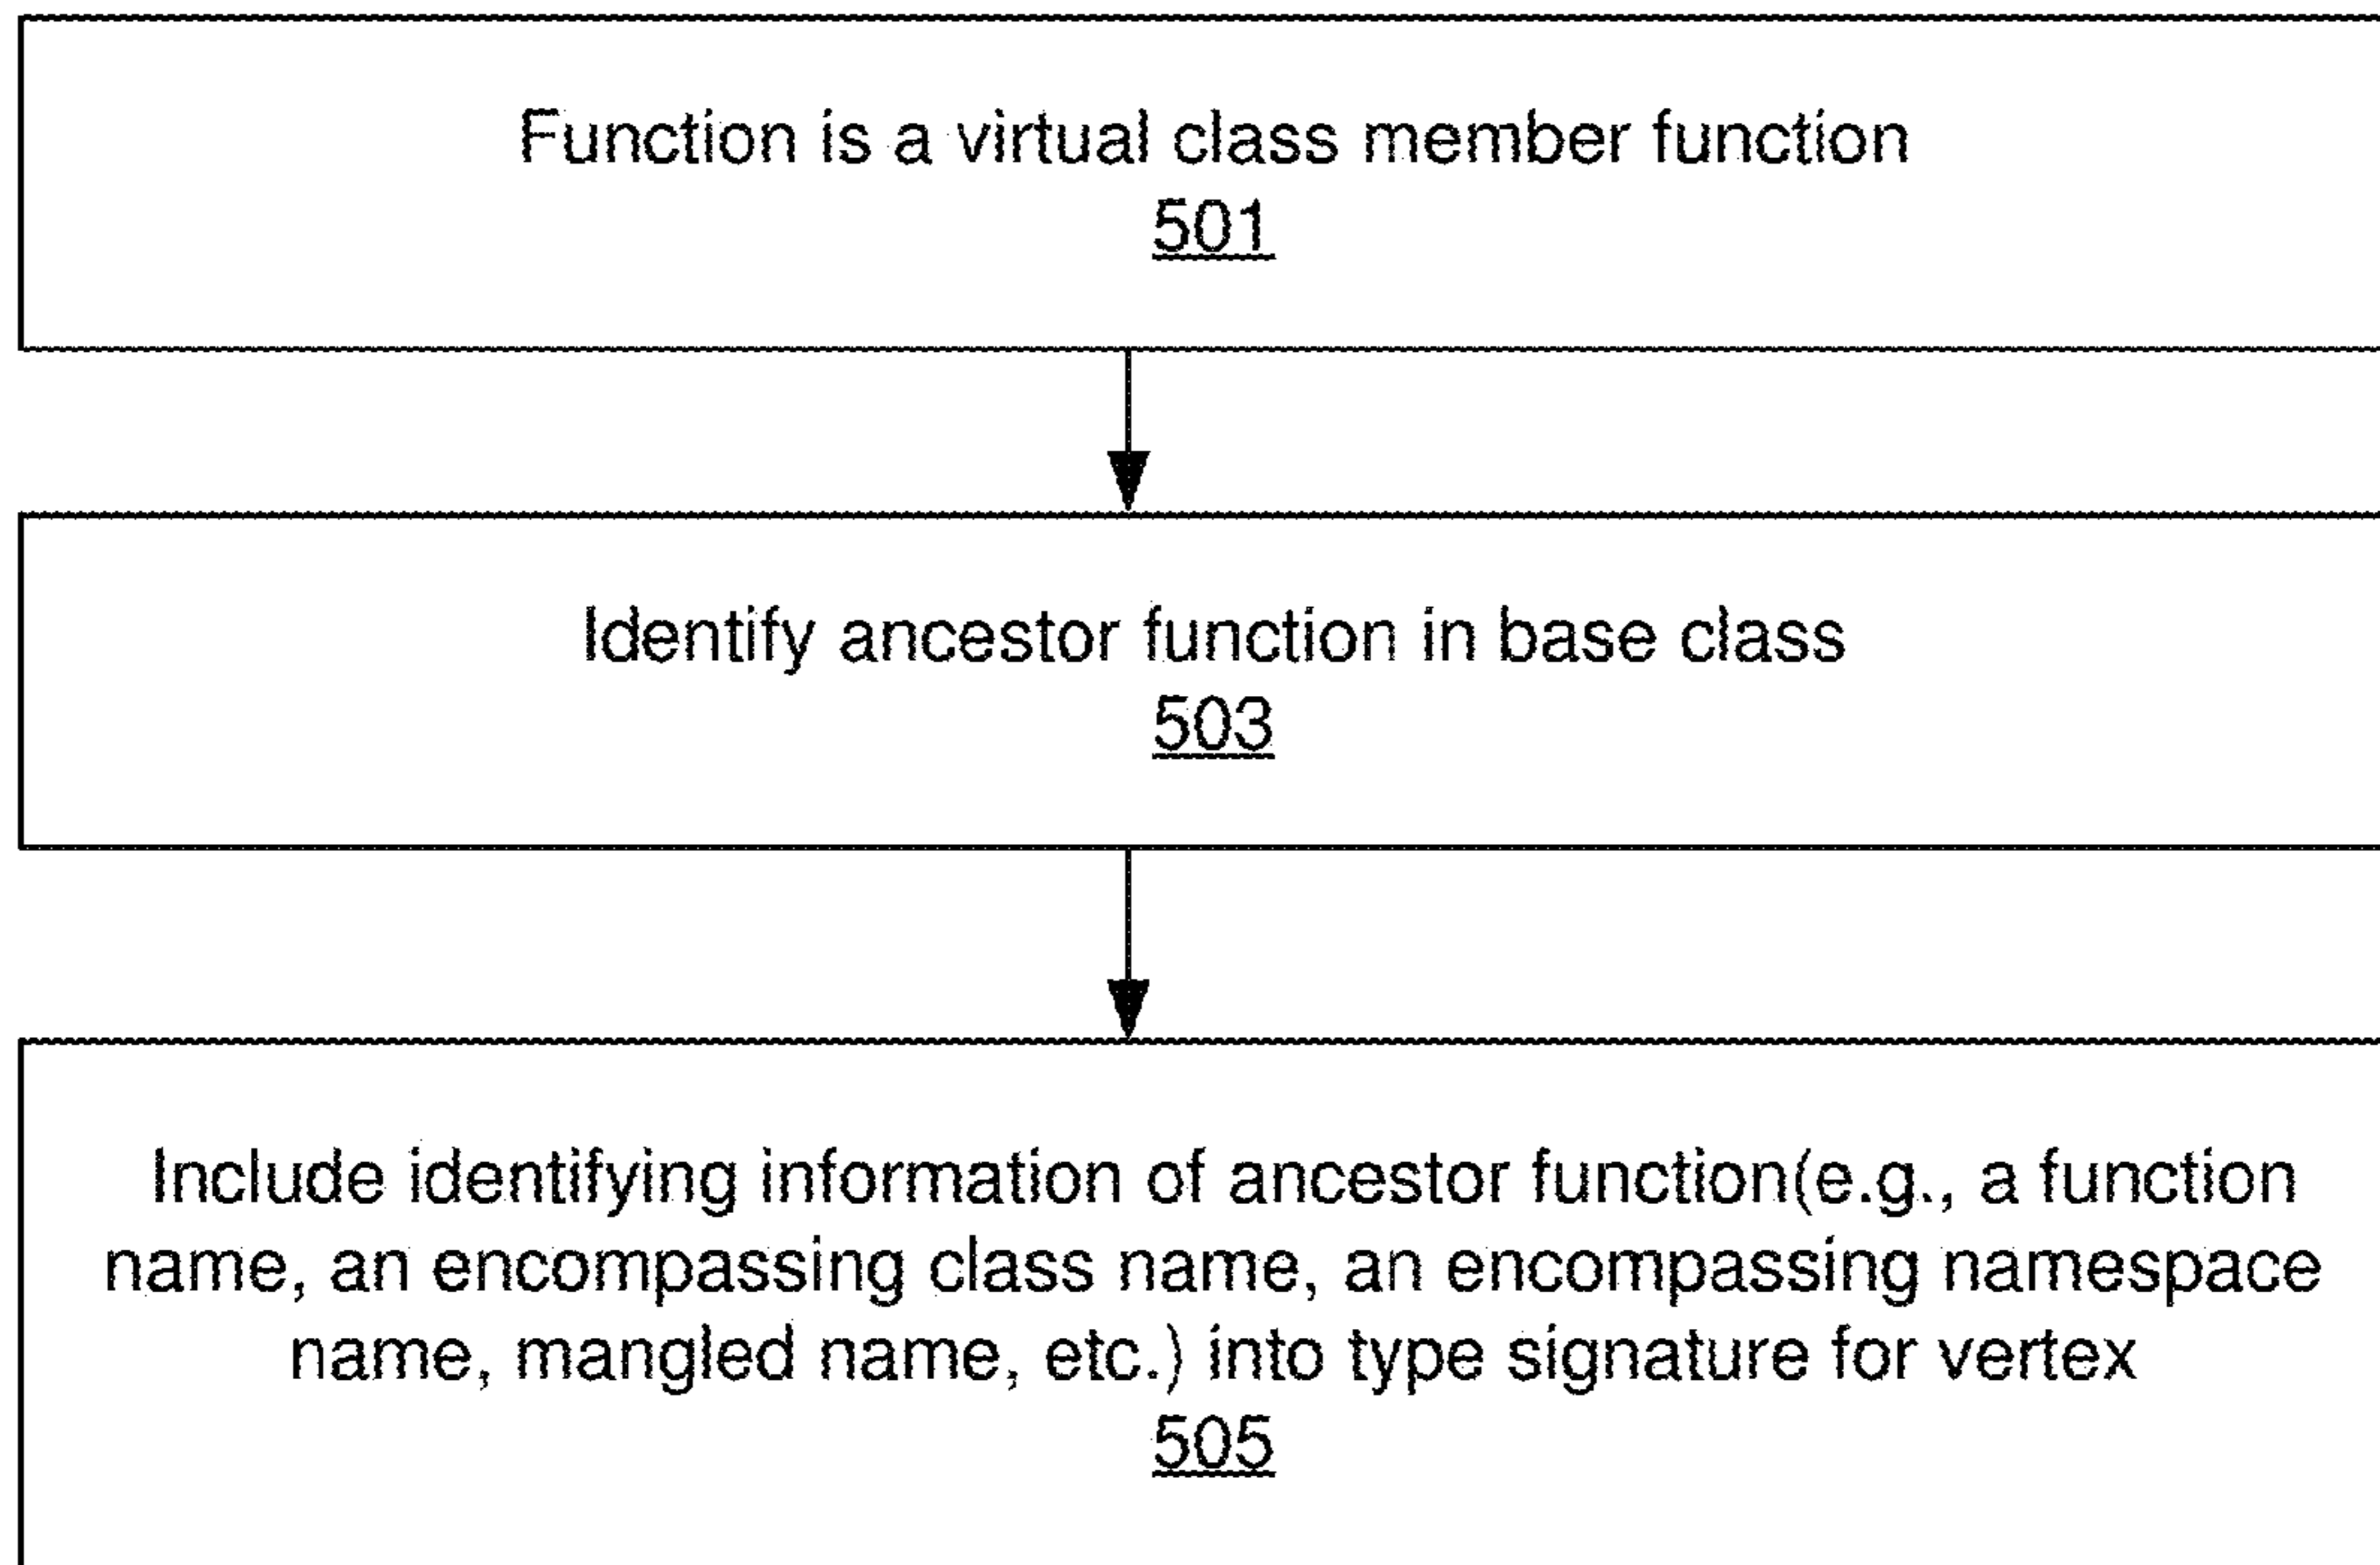 Function is a virtual class member function
501
Identify ancestor function in base class
503
Include identifying information of ancestor function(e.g., a function
name, an encompassing class name, an encompassing namespace
name, mangled name, etc.) into type signature for vertex
505